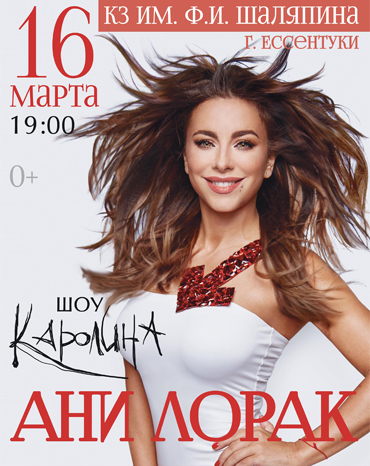 16
МАРТА
19:00
КЗ ИМ. Ф.И. ШАЛЯПИНА
Г. ЕССЕНТУКИ
0+
ШОУ
КАРОЛИНА
АНИ ЛОРАК